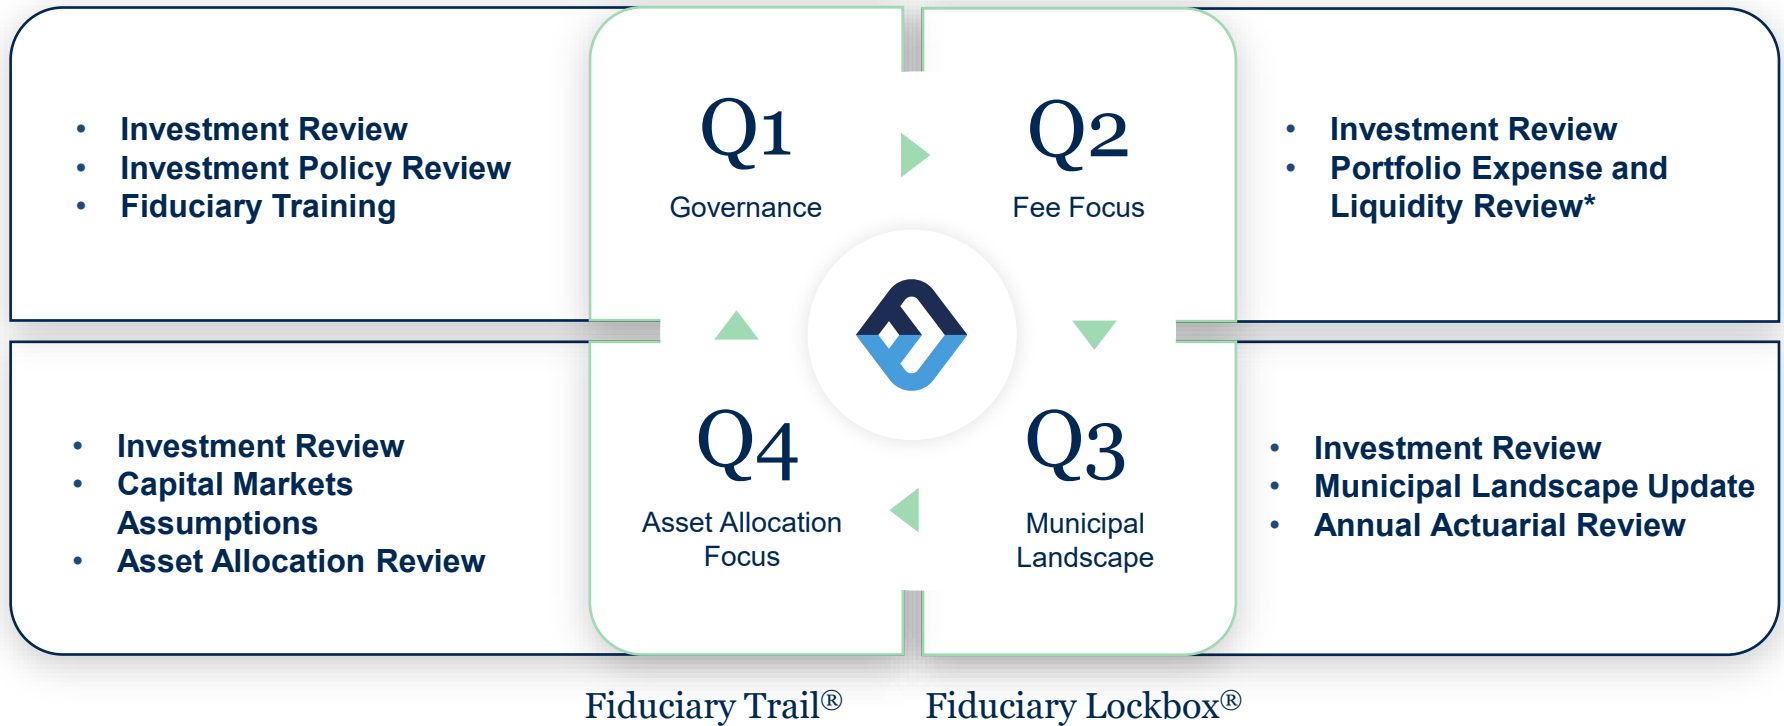 • Investment Review
• Investment Policy Review
• Fiduciary Training
Q1
Governance
Q2
Fee Focus
• Investment Review
• Portfolio Expense and
Liquidity Review*
• Investment Review
• Capital Markets
Assumptions
• Asset Allocation Review
Q4
Asset Allocation
Focus
Q3
Municipal
Landscape
• Investment Review
• Municipal Landscape Update
• Annual Actuarial Review
Fiduciary Trail®
Fiduciary Lockbox®